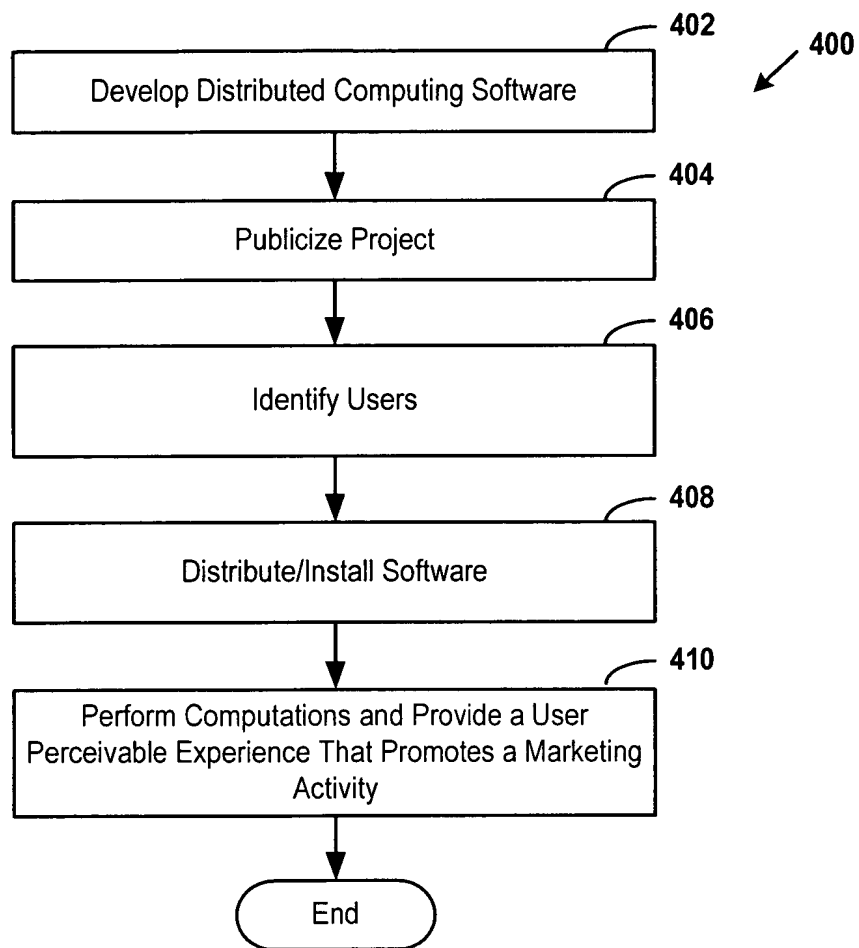 402
400
Develop Distributed Computing Software
404
Publicize Project
406
Identify Users
408
Distribute/Install Software
410
Perform Computations and Provide a User
Perceivable Experience That Promotes a Marketing
Activity
End